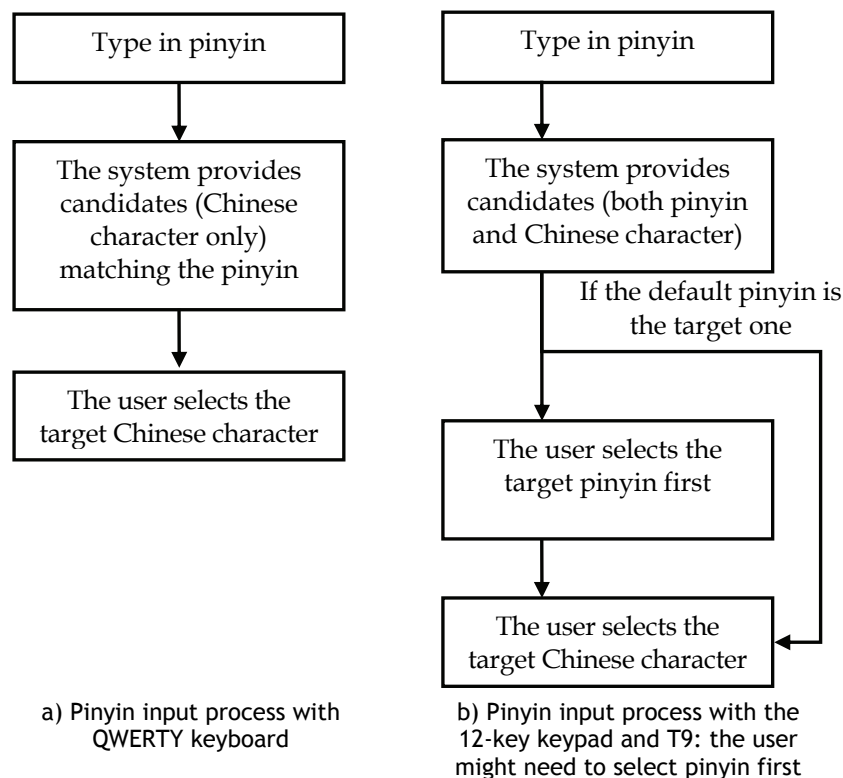 Type in pinyin
The system provides
candidates (Chinese
character only)
matching the pinyin
The user selects the
target Chinese character
a) Pinyin input process with
QWERTY keyboard
Type in pinyin
The system provides
candidates (both pinyin
and Chinese character)
If the default pinyin is
the target one
The user selects the
target pinyin first
The user selects the
target Chinese character
b) Pinyin input process with the
12-key keypad and T9: the user
might need to select pinyin first